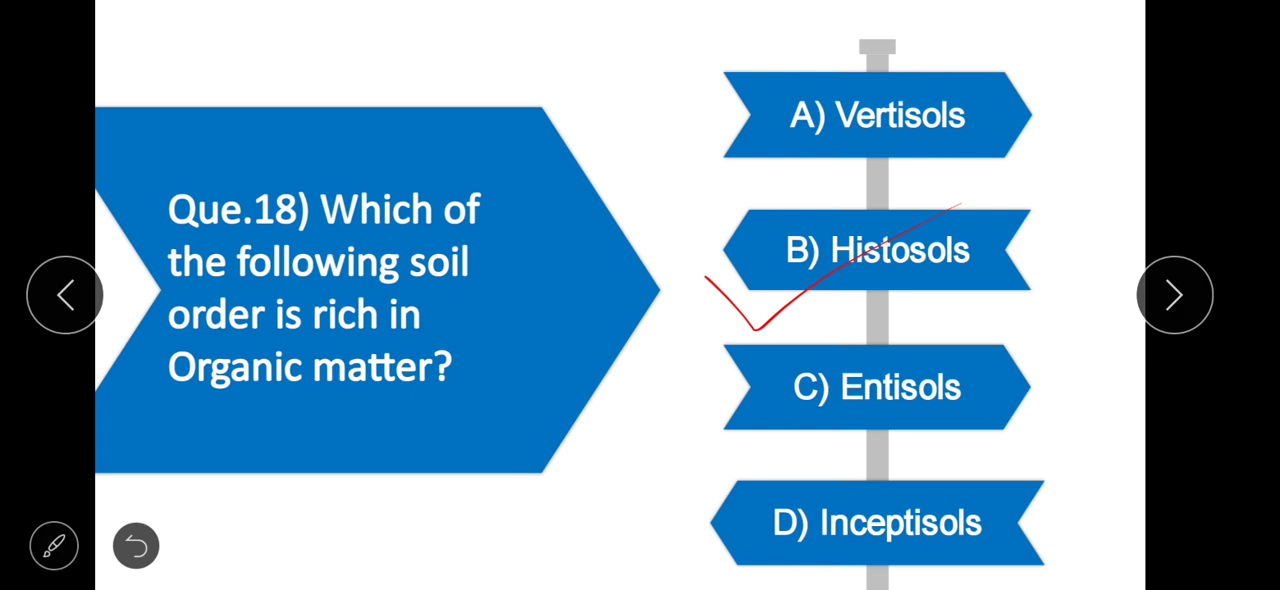 Que.18) Which of
the following soil
order is rich in
Organic matter?
A) Vertisols
B) Histosols
C) Entisols
D) Inceptisols